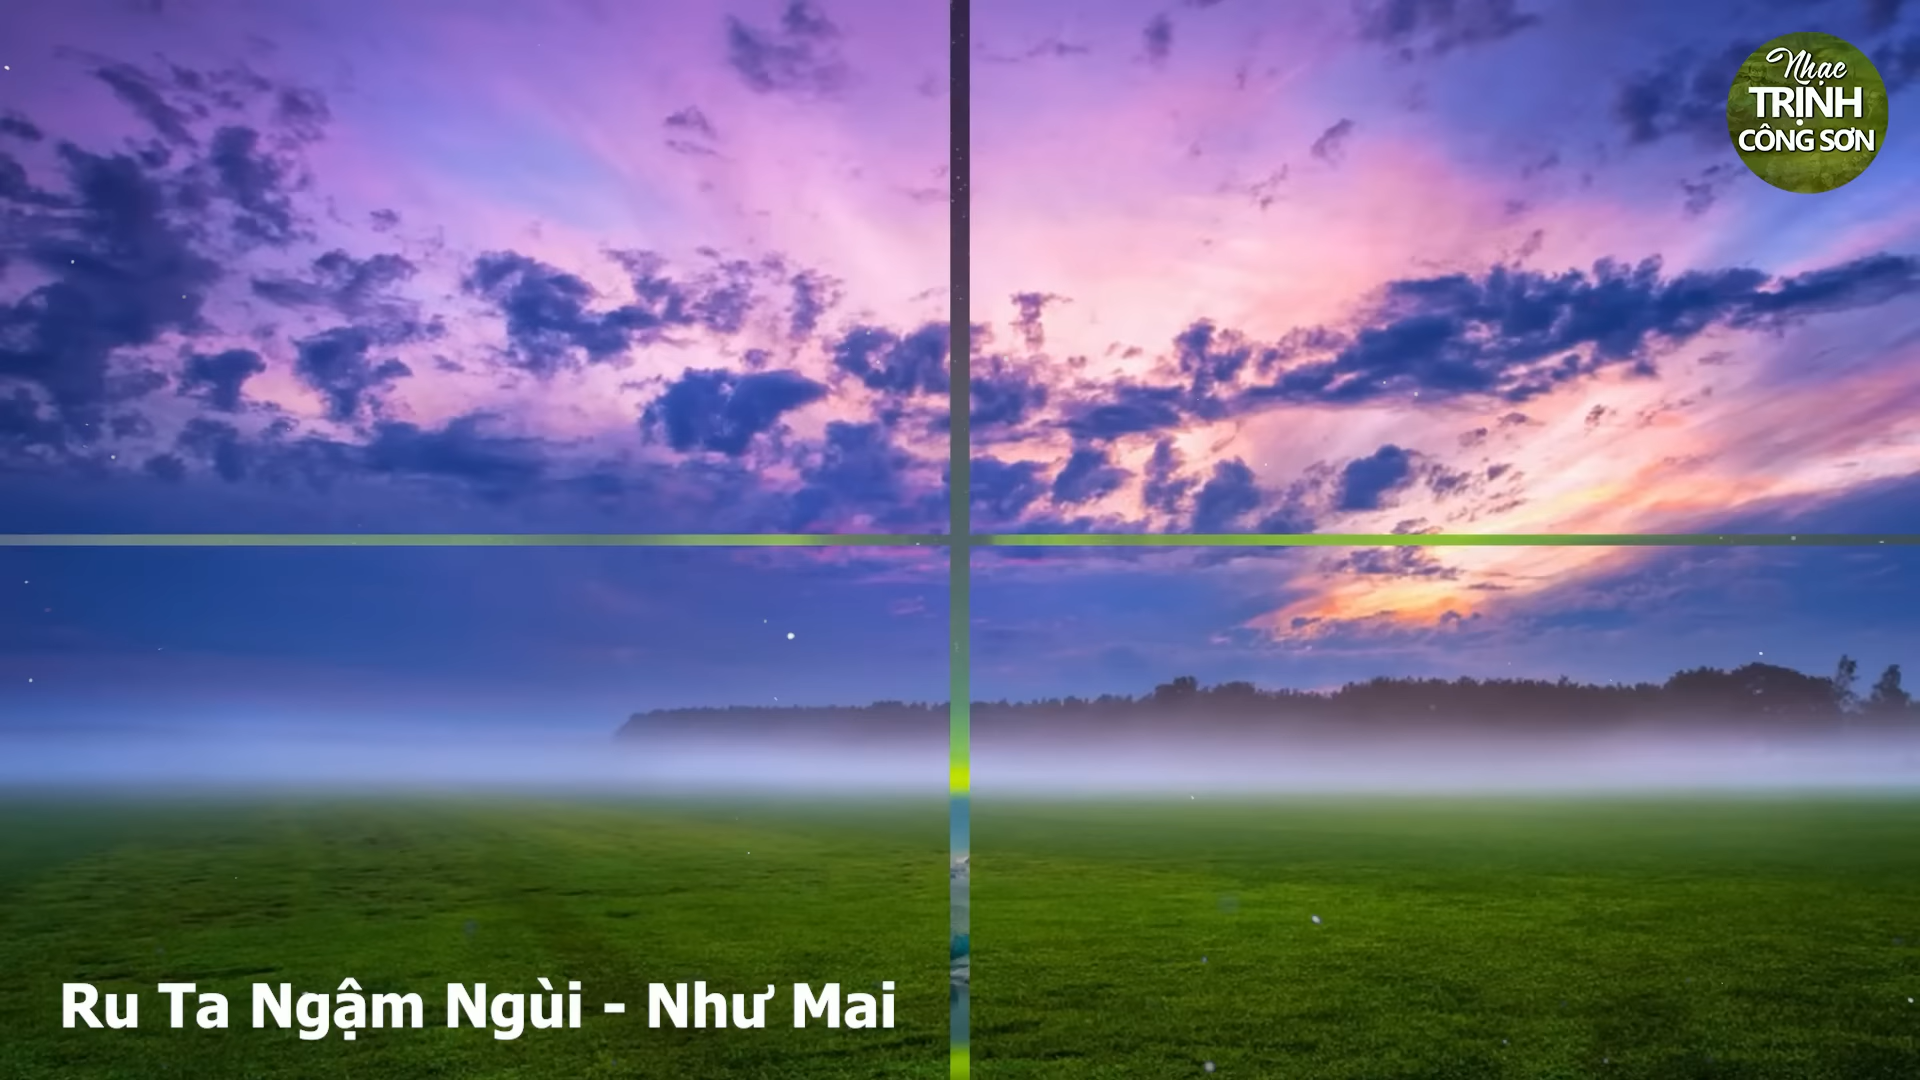 Nhạc
TRỊNH
CÔNG SƠN
Ru Ta Ngậm Ngùi - Như Mai